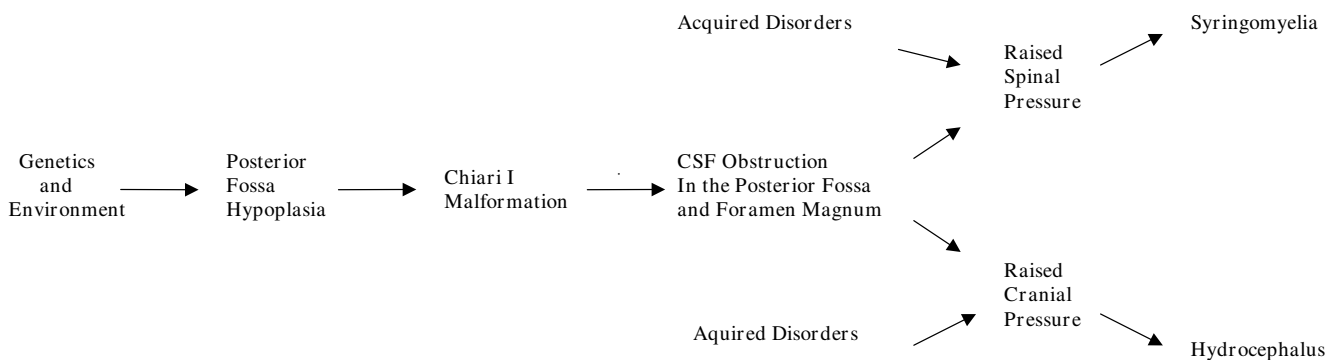 Acquired Disorders
Syringomyelia
Raised
Spinal
Pressure
Genetics
and
Environment
Posterior
Fossa
Hypoplasia
Chiari I
Malformation
CSF Obstruction
In the Posterior Fossa
and Foramen Magnum
Raised
Cranial
Pressure
Aquired Disorders
Hydrocephalus